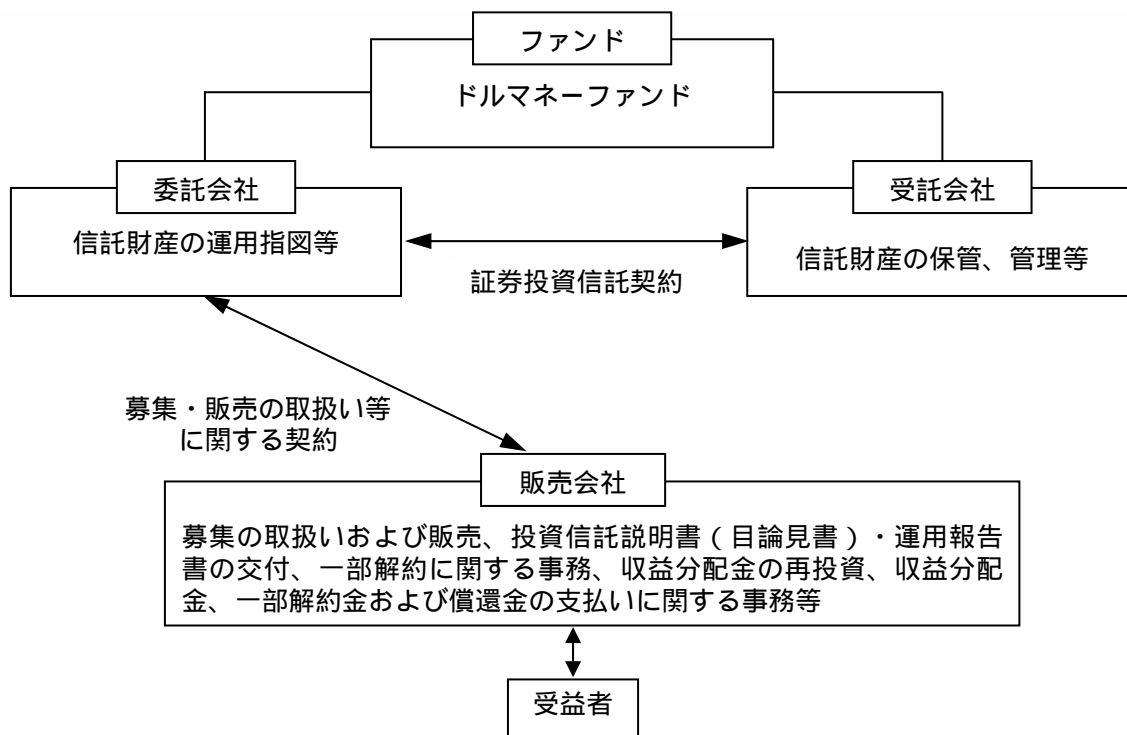 ファンド
ドルマネーファンド
委託会社
信託財産の運用指図等
受託会社
信託財産の保管、管理等
証券投資信託契約
募集・販売の取扱い等
に関する契約
販売会社
募集の取扱いおよび販売、投資信託説明書(目論見書)・運用報告
書の交付、一部解約に関する事務、収益分配金の再投資、収益分配
金、一部解約金および償還金の支払いに関する事務等
受益者